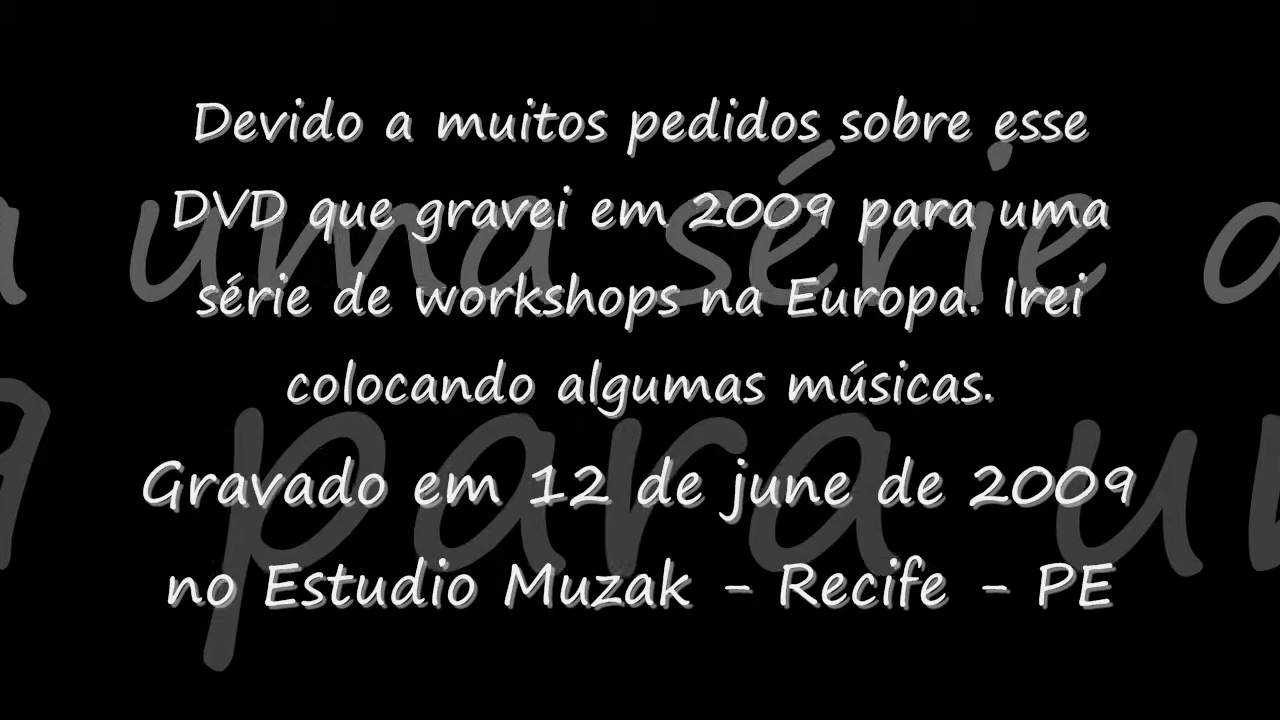 Devido a muitos pedidos sobre esse
DVD que gravei em 2009 para uma
série de workshops na Europa. Irei
colocando algumas músicas.
Gravado em 12 de june de 2009
no Estudio Muzak - Recife - PE